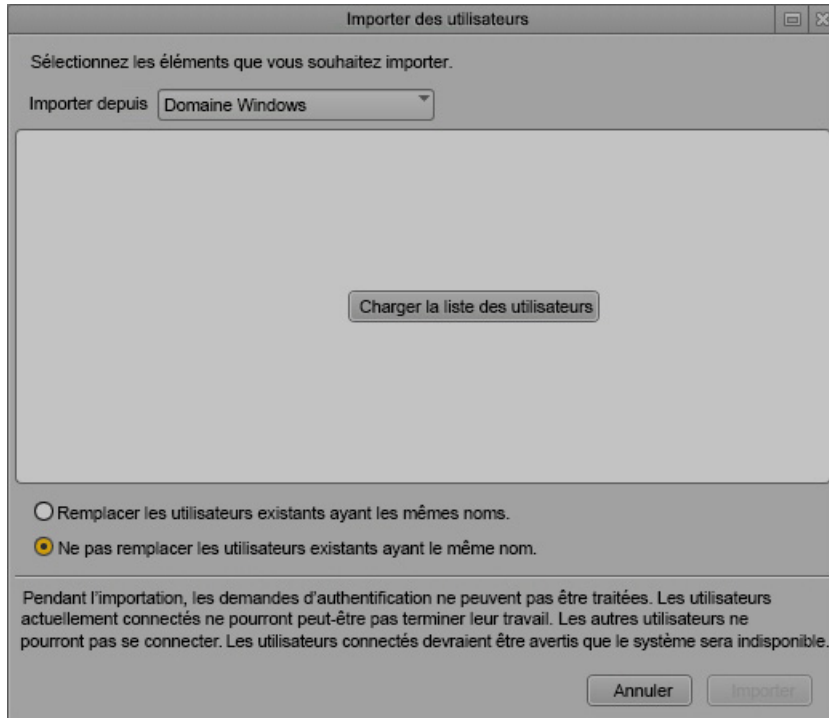 Importer des utilisateurs
Sélectionnez les éléments que vous souhaitez importer.
Importer depuis Domaine Windows
Charger la liste des utilisateurs
Remplacer les utilisateurs existants ayant les mêmes noms.
Ne pas remplacer les utilisateurs existants ayant le même nom.
Pendant l'importation, les demandes d'authentification ne peuvent pas être traitées. Les utilisateurs
actuellement connectés ne pourront peut-être pas terminer leur travail. Les autres utilisateurs ne
pourront pas se connecter. Les utilisateurs connectés devraient être avertis que le système sera indisponible.
Annuler Importer